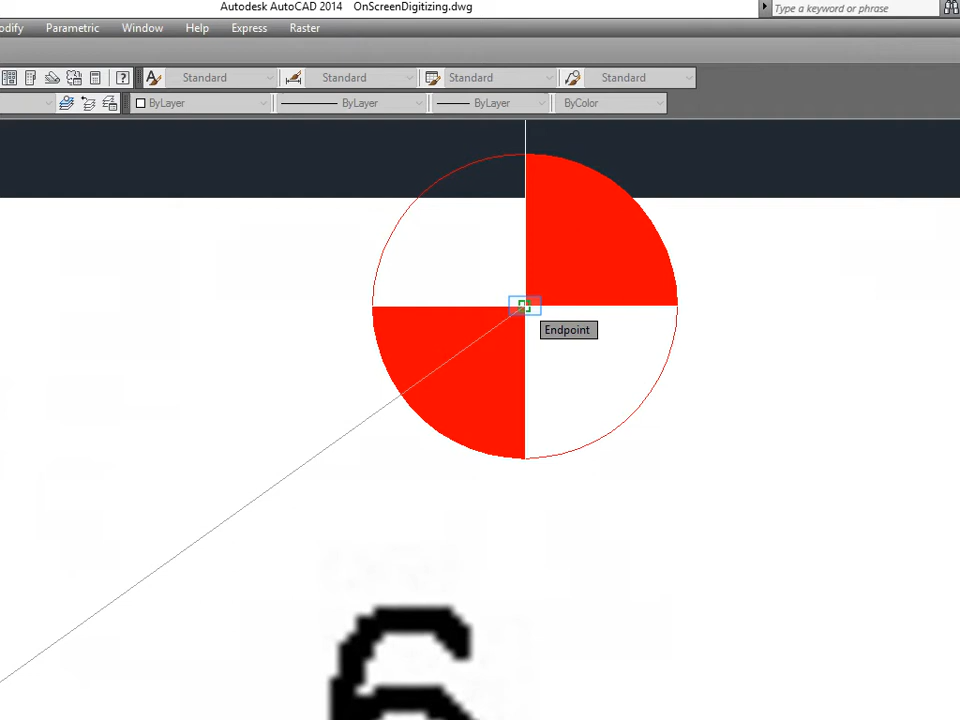 Autodesk AutoCAD 2014 OnScreenDigitizing.dwg
Type a keyword or phrase
odify Parametric Window Help Express Raster
Standard Standard Standard Standard
ByLayer ByLayer ByLayer ByColor
Endpoint
6